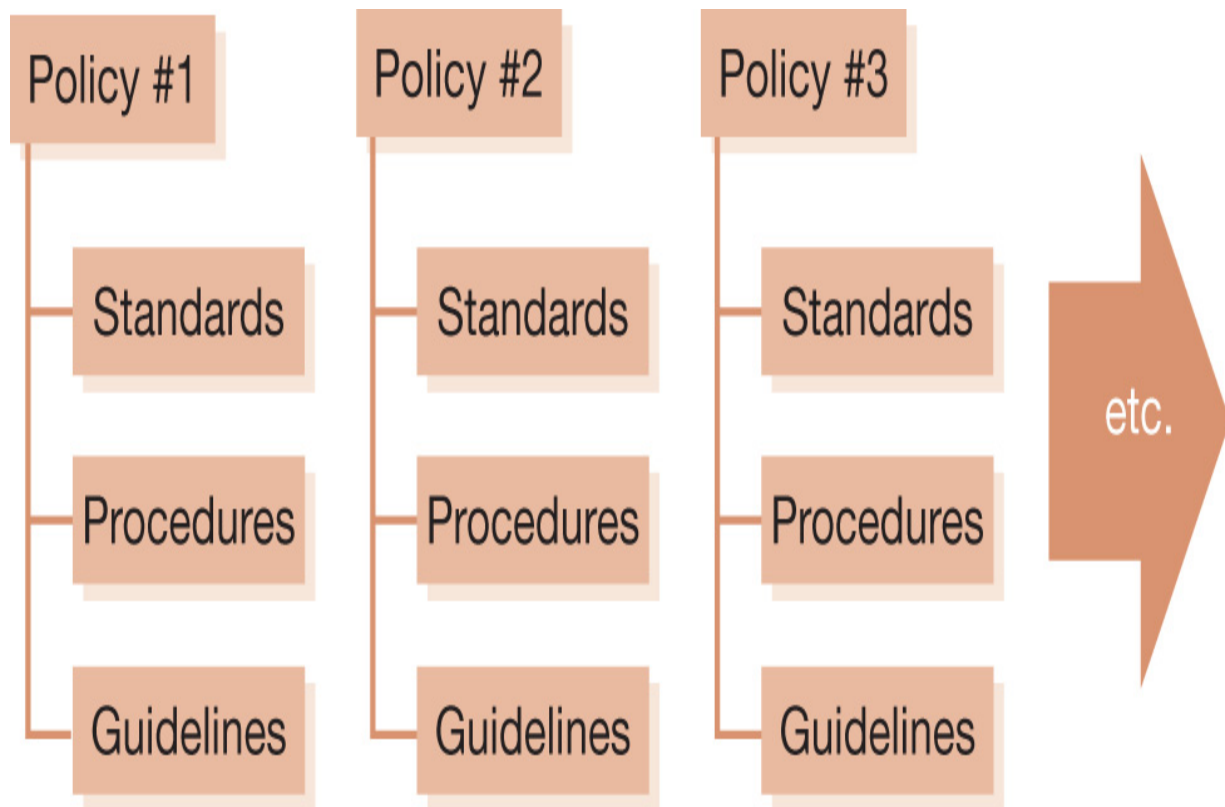 Policy #1
Policy #2
Policy #3
Standards
Standards
Standards
etc.
Procedures
Procedures
Procedures
Guidelines
Guidelines
Guidelines